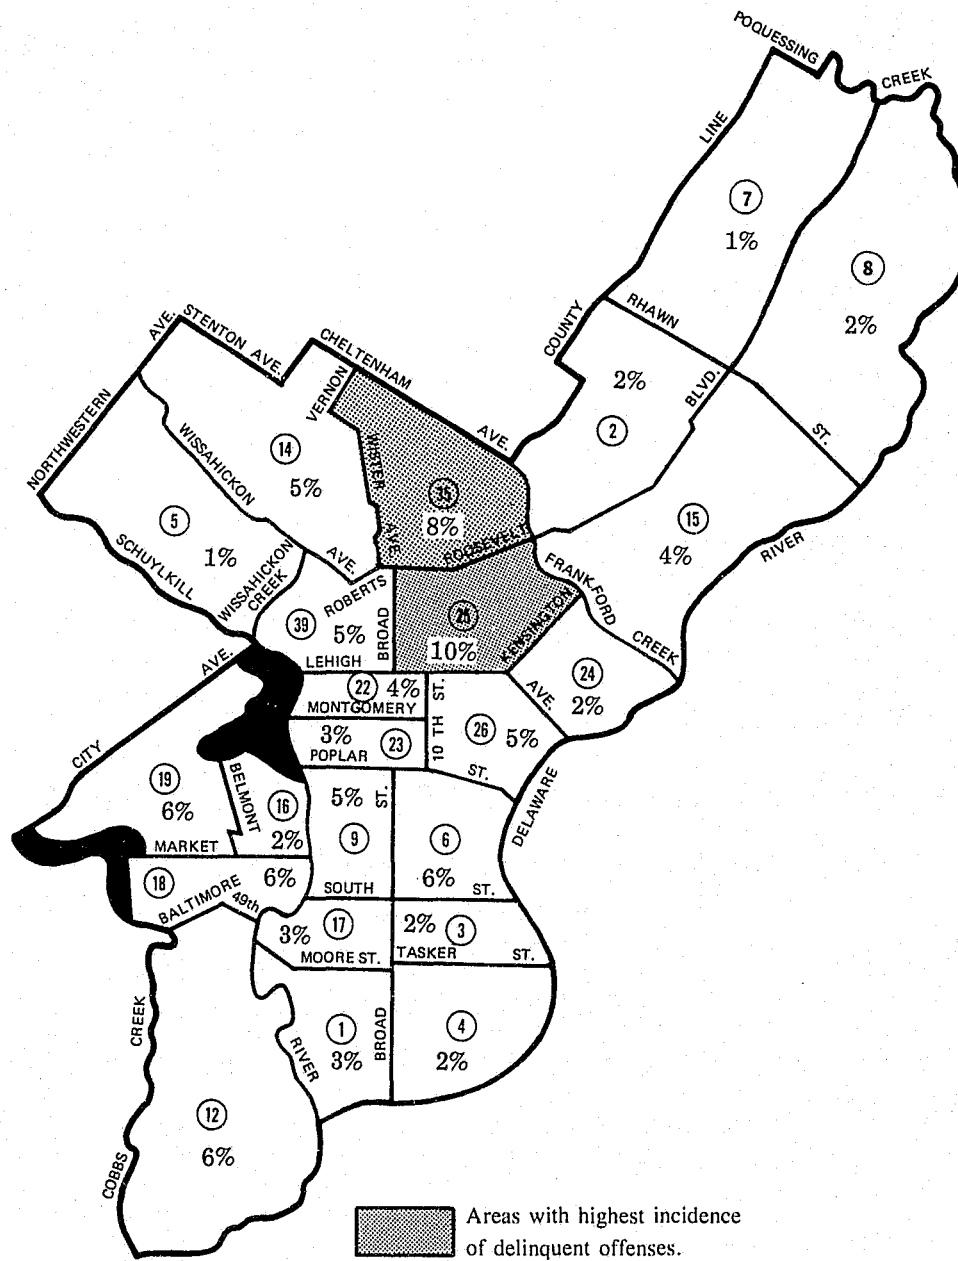 POQUESSING
CREEK
LINE
7
1%
8
2%
COUNTY
RHAWN
ST.
BLVD.
2%
2
AVE.
STENTON AVE.
CHELTENHAM
AVE.
VERNON
NORTHWESTERN
WISSAHICKON
AVE.
14
5%
WISTER
AVE.
35
8%
ROOSEVELT
15
4%
RIVER
5
1%
SCHUYLKILL
WISSAHICKON
CREEK
ROBERTS
39
5%
BROAD
LEHIGH
25
10%
KENSINGTON
AVE.
FRANKFORD
CREEK
24
2%
22
4%
MONTGOMERY
3%
23
POPLAR
10 TH ST.
26
5%
ST.
DELAWARE
AVE.
CITY
19
6%
BELMONT
16
2%
MARKET
5%
ST.
9
SOUTH
6
6%
ST.
18
6%
BALTIMORE
49th
3%
17
MOORE ST.
2%
3
TASKER
ST.
CREEK
COBBS
RIVER
1
3%
BROAD
4
2%
12
6%
Areas with highest incidence
of delinquent offenses.